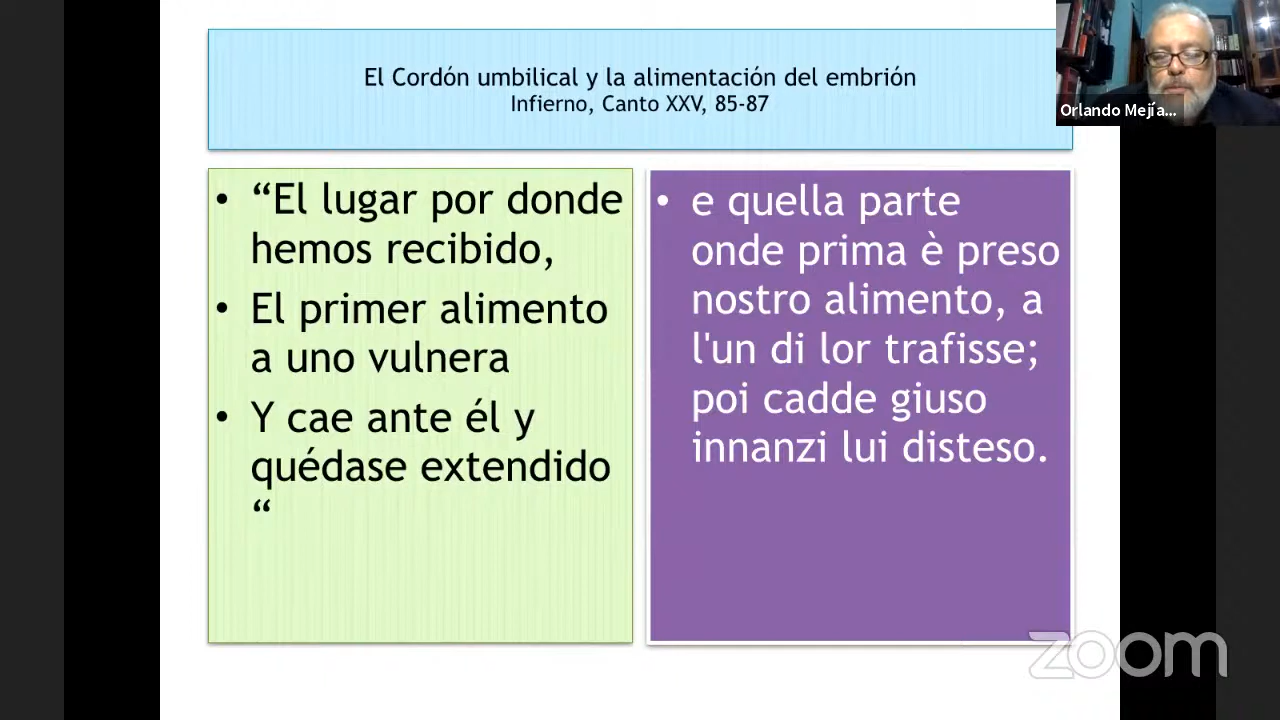 El Cordón umbilical y la alimentación del embrión
Infierno, Canto XXV, 85-87
Orlando Mejía...
• “El lugar por donde
hemos recibido,
• El primer alimento
a uno vulnera
• Y cae ante él y
quédase extendido
“
• e quella parte
onde prima è preso
nostro alimento, a
l'un di lor trafisse;
poi cadde giuso
innanzi lui disteso.
zoom